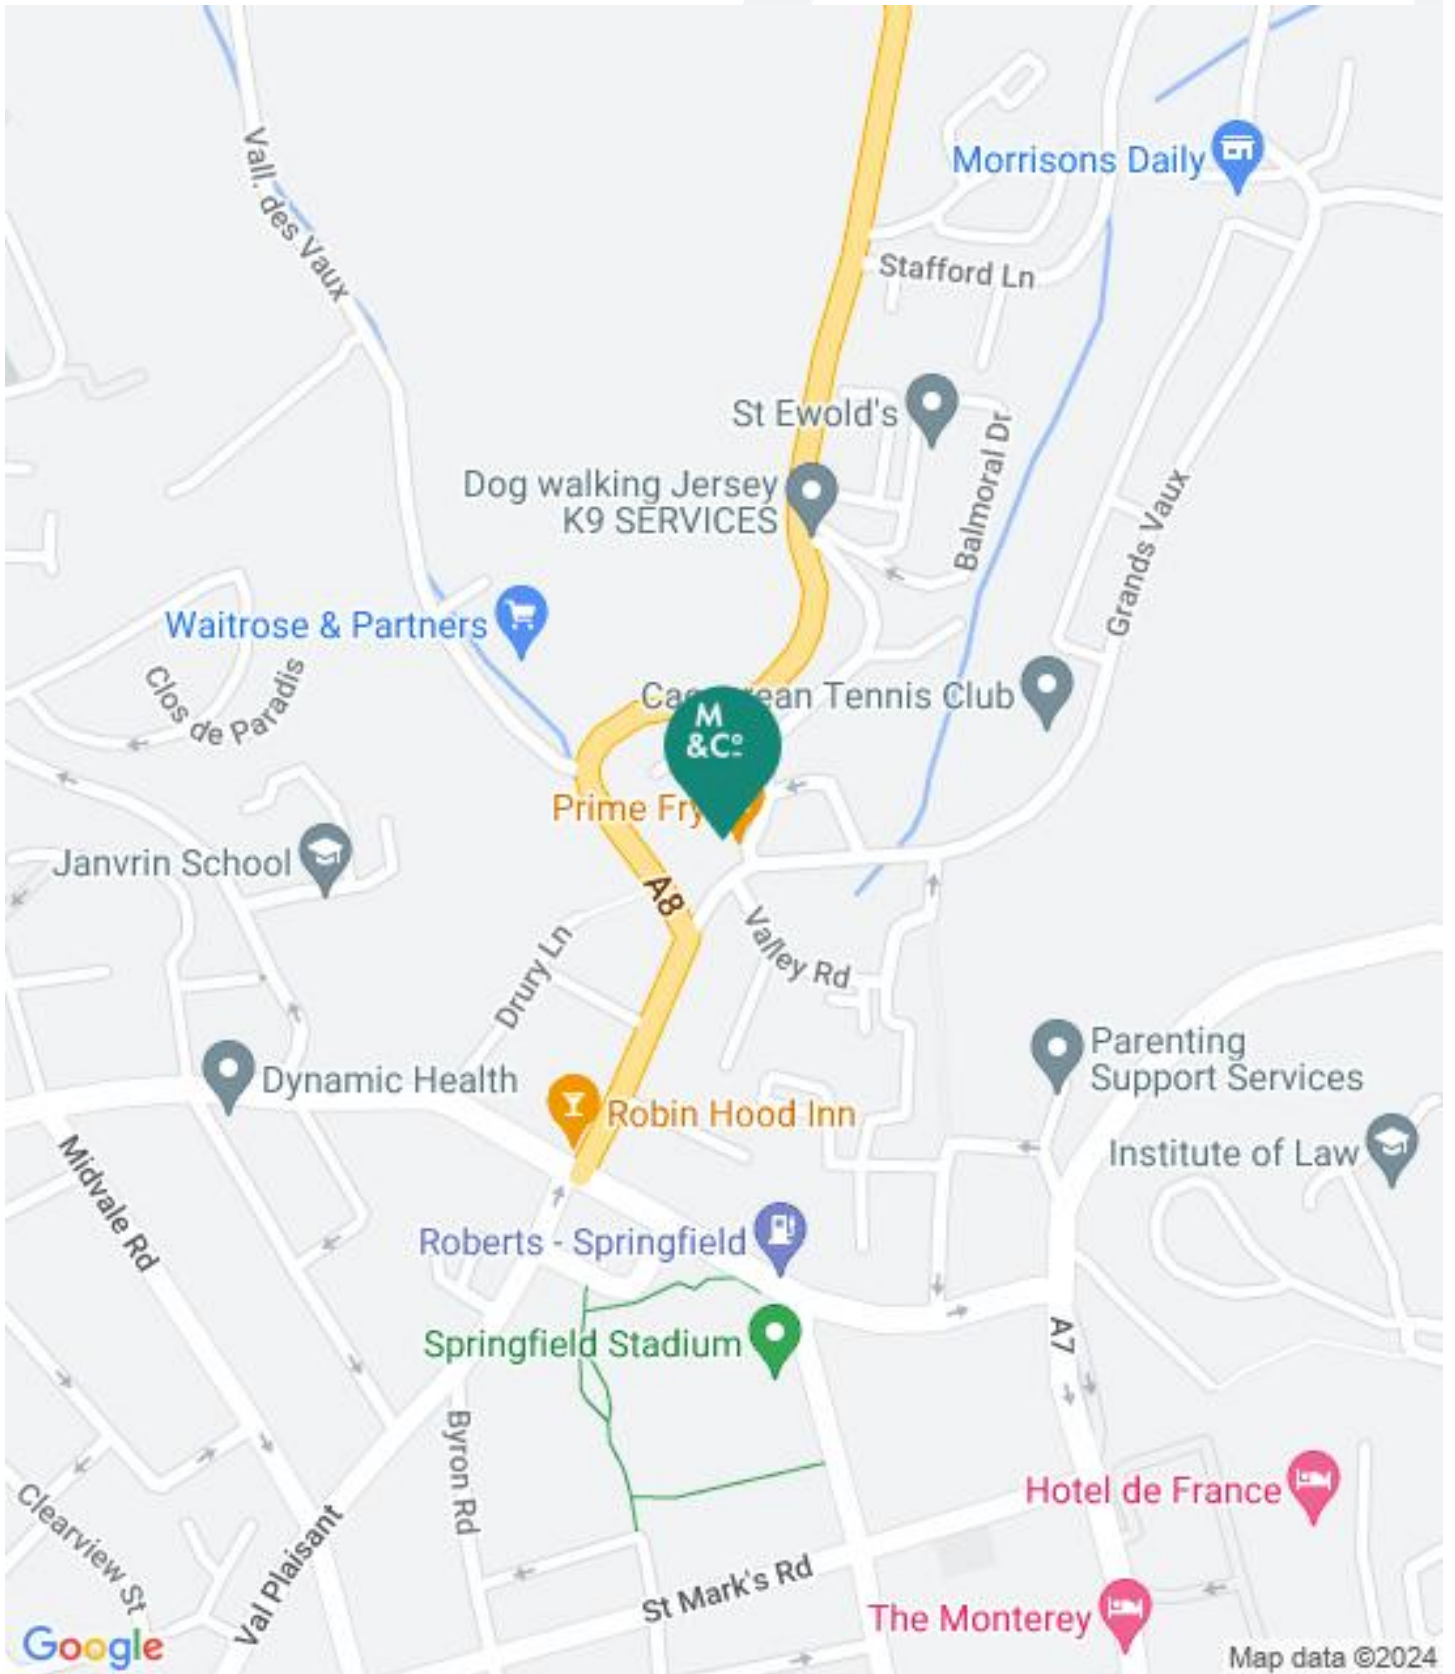 Vall. des Vaux
Morrisons Daily
Stafford Ln
St Ewold's
Balmoral Dr
Dog walking Jersey
K9 SERVICES
Grands Vaux
Waitrose & Partners
Clos de Paradis
Tennis Club
M
&Co
Prime
Janvrin School
A8
Valley Rd
Drury Ln
Parenting
Support Services
Dynamic Health
Robin Hood Inn
Institute of Law
Midvale Rd
Roberts - Springfield
A7
Springfield Stadium
Byron Rd
Hotel de France
Clearview St
Val Plaisant
St Mark's Rd
The Monterey
Google
Map data ©2024